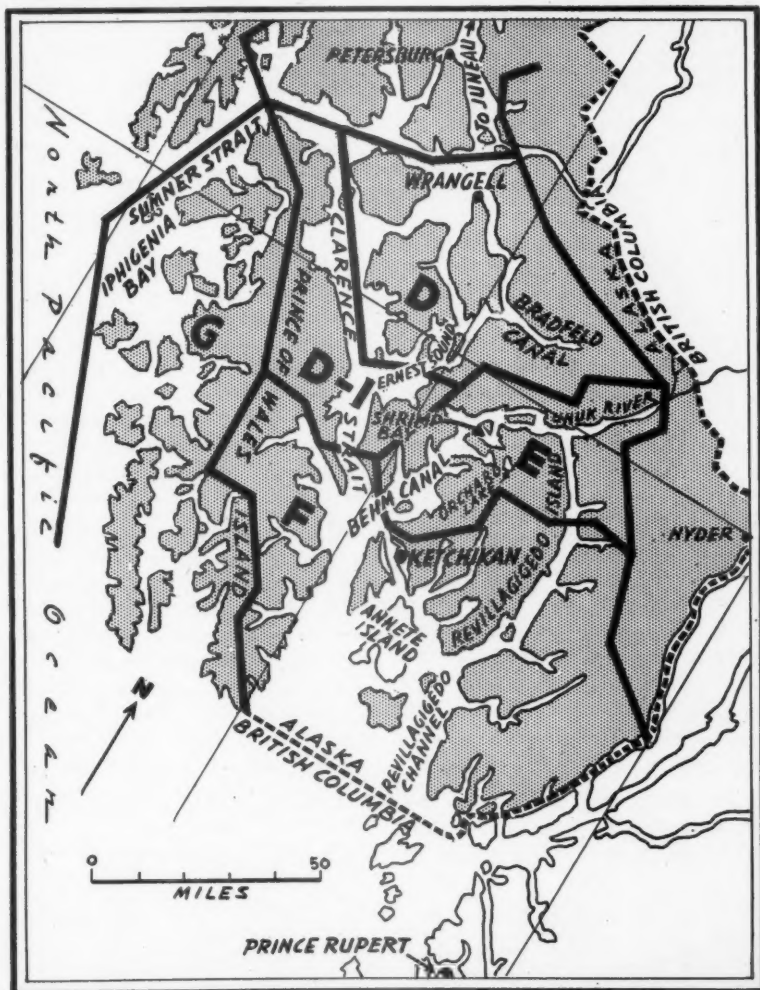 PETERSBURG
TO JUNEAU
North Pacific Ocean
SUMNER STRAIT
IPHIGENIA
BAY
WRANGELL
CLARENCE
STRAIT
ALASKA
BRITISH COLUMBIA
G
D
D-1
PRINCE OF
WALES
ISLAND
BRADFELD
CANAL
ERNEST SOUND
SHRIMP
BAY
RIVER
E
E
BEHM CANAL
ORCHARD
LAKE
ISLAND
HYDER
KETCHIKAN
REVILLAGIGEDO
ANNETE
ISLAND
REVILLAGIGEDO
CHANNEL
N
ALASKA
BRITISH COLUMBIA
0 50
MILES
PRINCE RUPERT